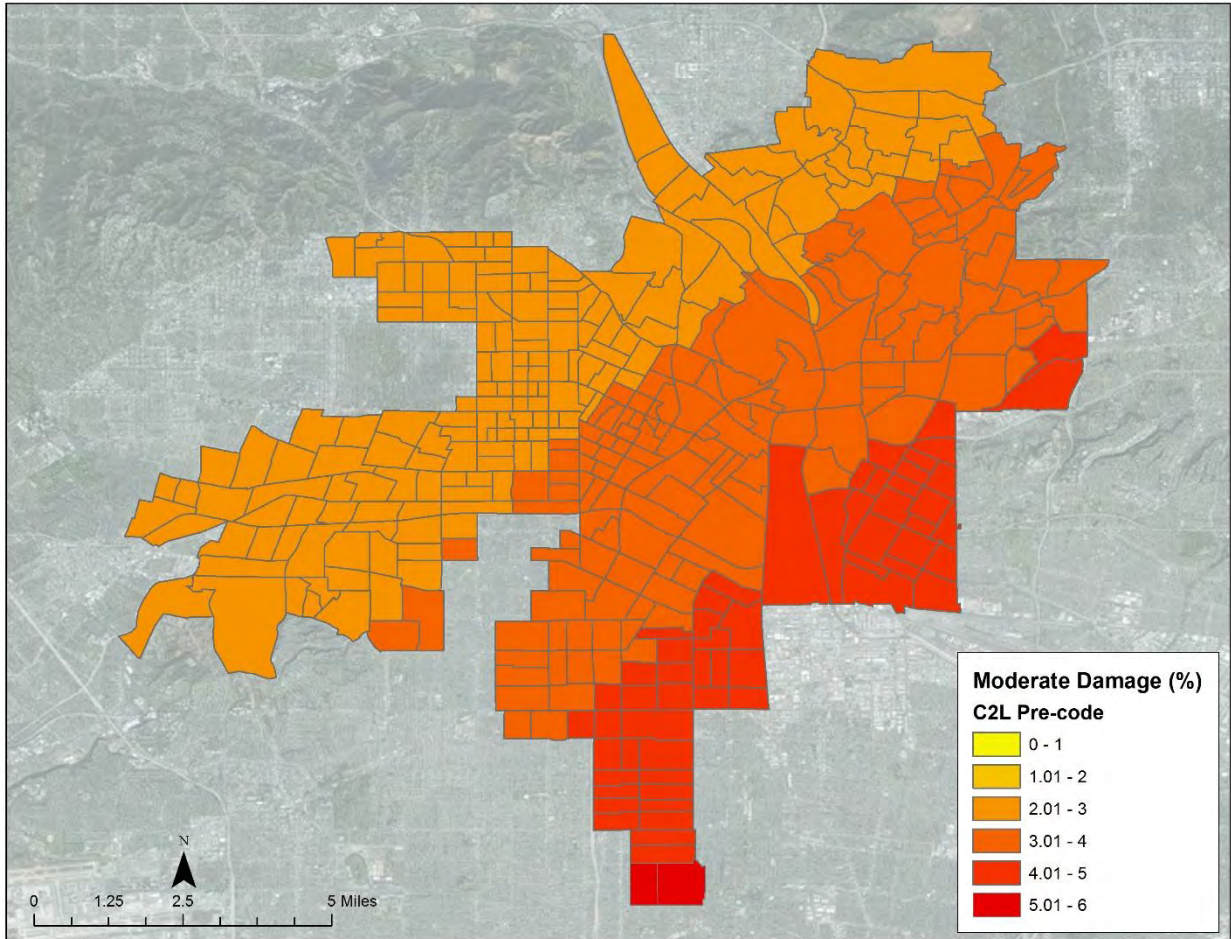 N
0 1.25 2.5 5 Miles
Moderate Damage (%)
C2L Pre-code
0 - 1
1.01 - 2
2.01 - 3
3.01 - 4
4.01 - 5
5.01 - 6